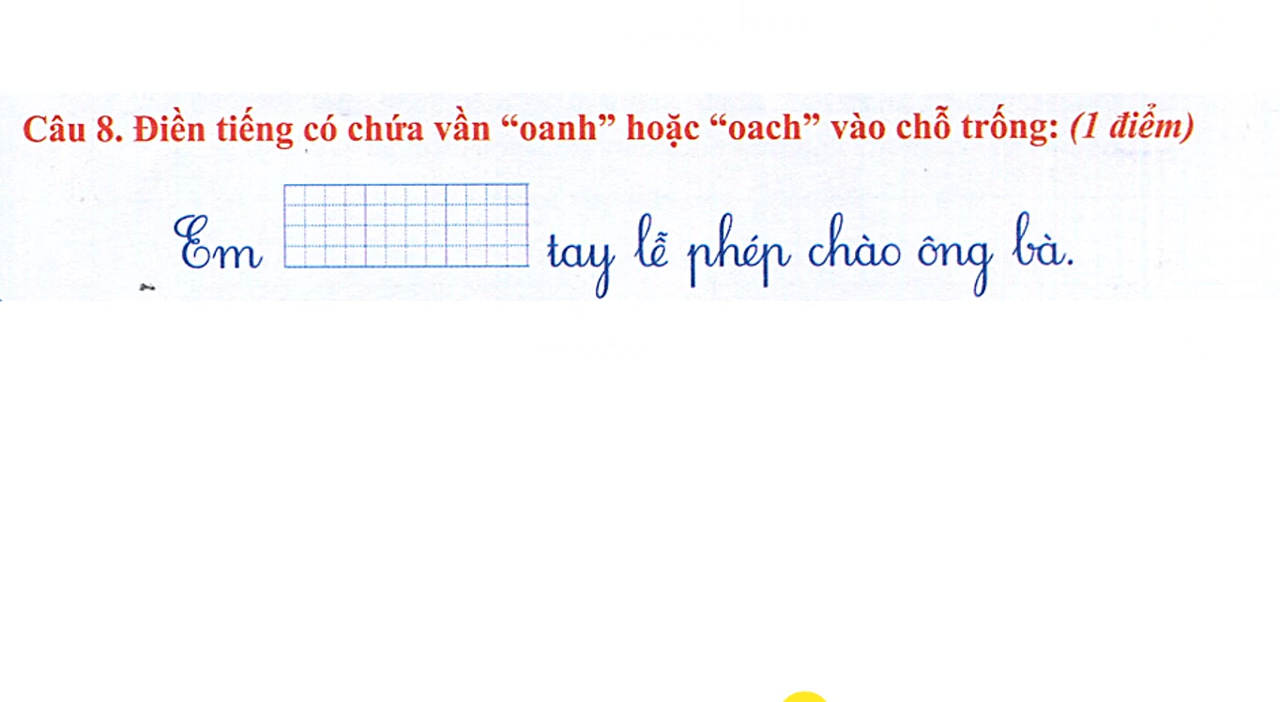 Câu 8. Điền tiếng có chứa vần “oanh” hoặc “oach” vào chỗ trống: (1 điểm)
Em tay lễ phép chào ông bà.